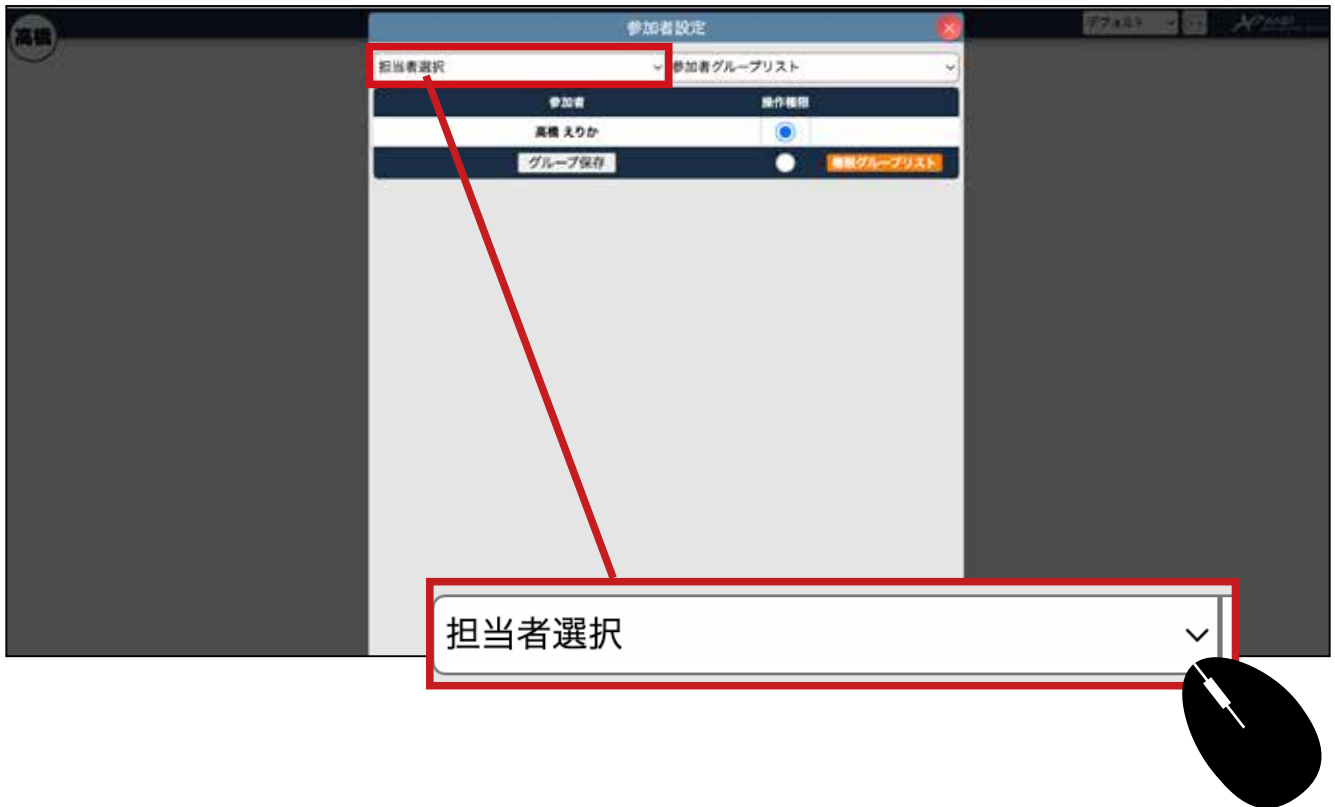 高橋
参加者設定
デフォルト
担当者選択
参加者グループリスト
参加者
操作権限
高橋 えりか
グループ保存
権限グループリスト
担当者選択